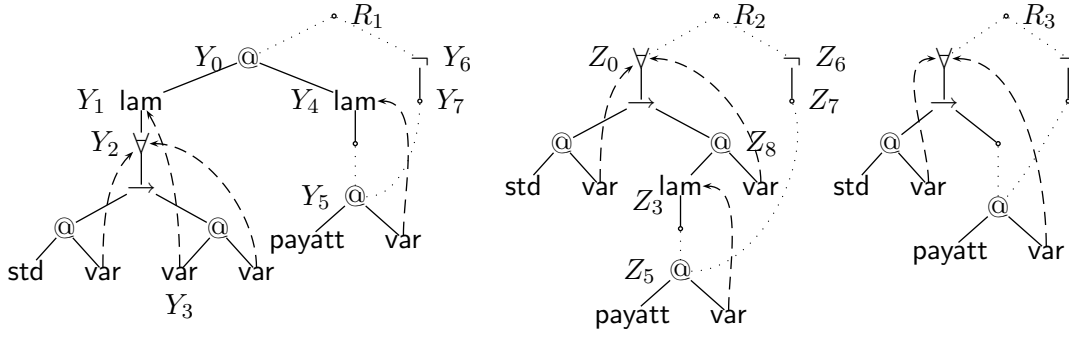 R₁ R₂ R₃
Y₀ @ Y₆ ¬ Z₀ ∀ Z₆ ¬ ∀ ¬
Y₁ lam Y₄ lam Y₇ → Z₇ →
Y₂ ∀ @ @ Z₈ @
→ Y₅ @ std var Z₃ lam var std var @
@ @ payatt var payatt var
std var var var Z₅ @
Y₃ payatt var